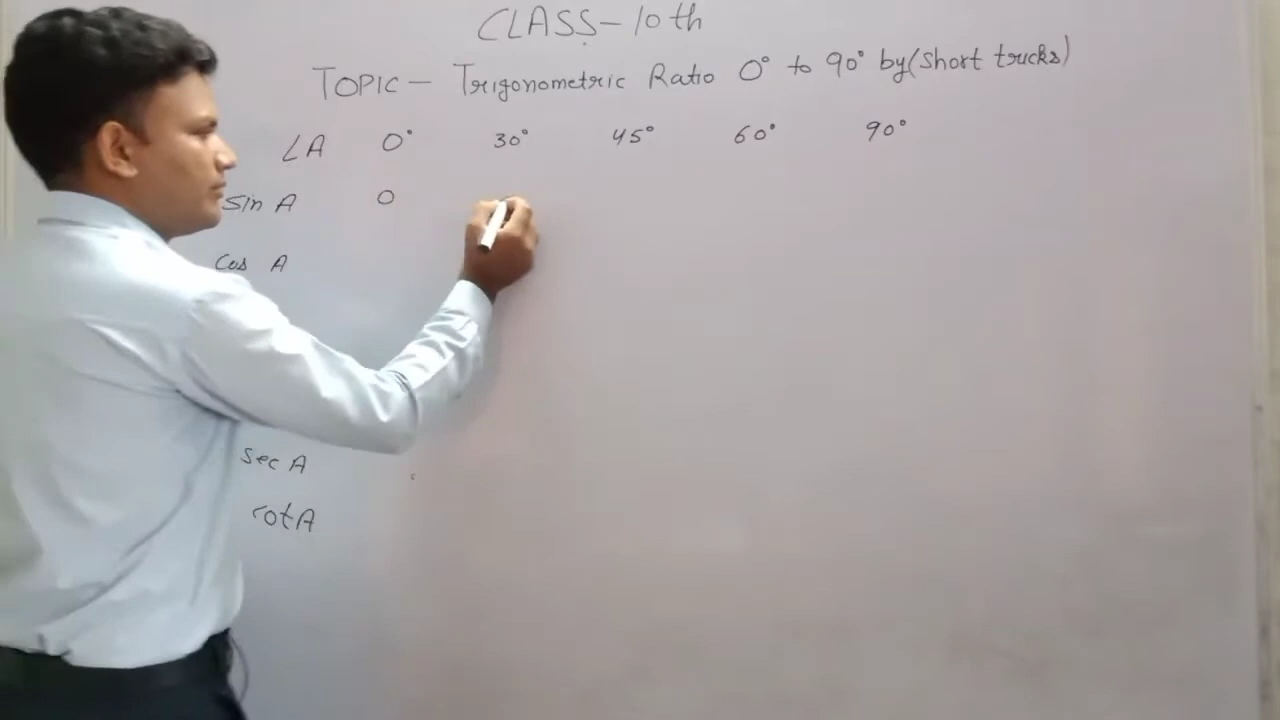 CLASS-10th
TOPIC - Trigonometric Ratio 0° to 90° by (Short tricks)
∠A 0° 30° 45° 60° 90°
Sin A 0
Cos A
Sec A
cot A